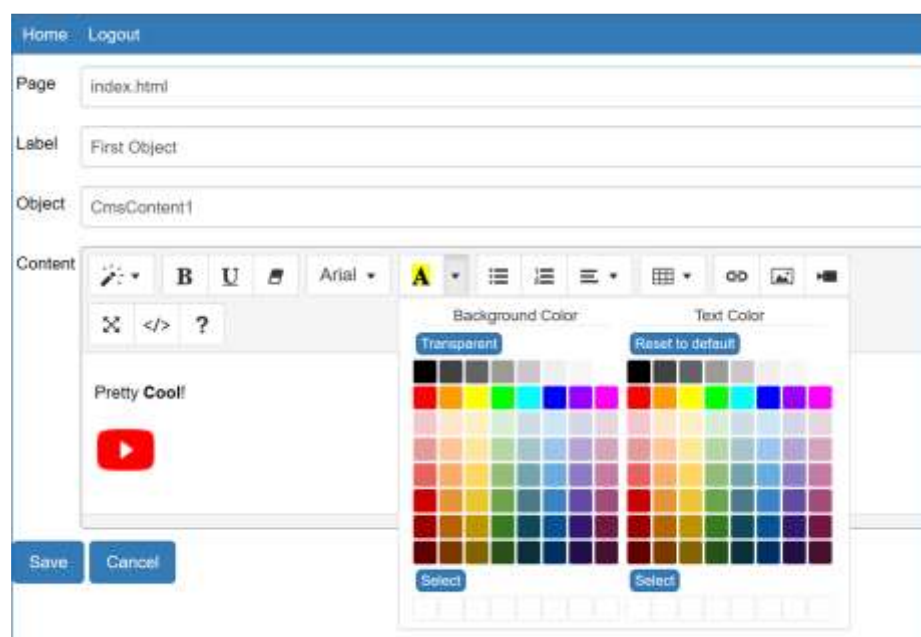 Home Logout
Page index.html
Label First Object
Object CmsContent1
Content B U Arial A
</> ?
Background Color Text Color
Transparent Reset to default
Pretty Cool!
Select Select
Save Cancel